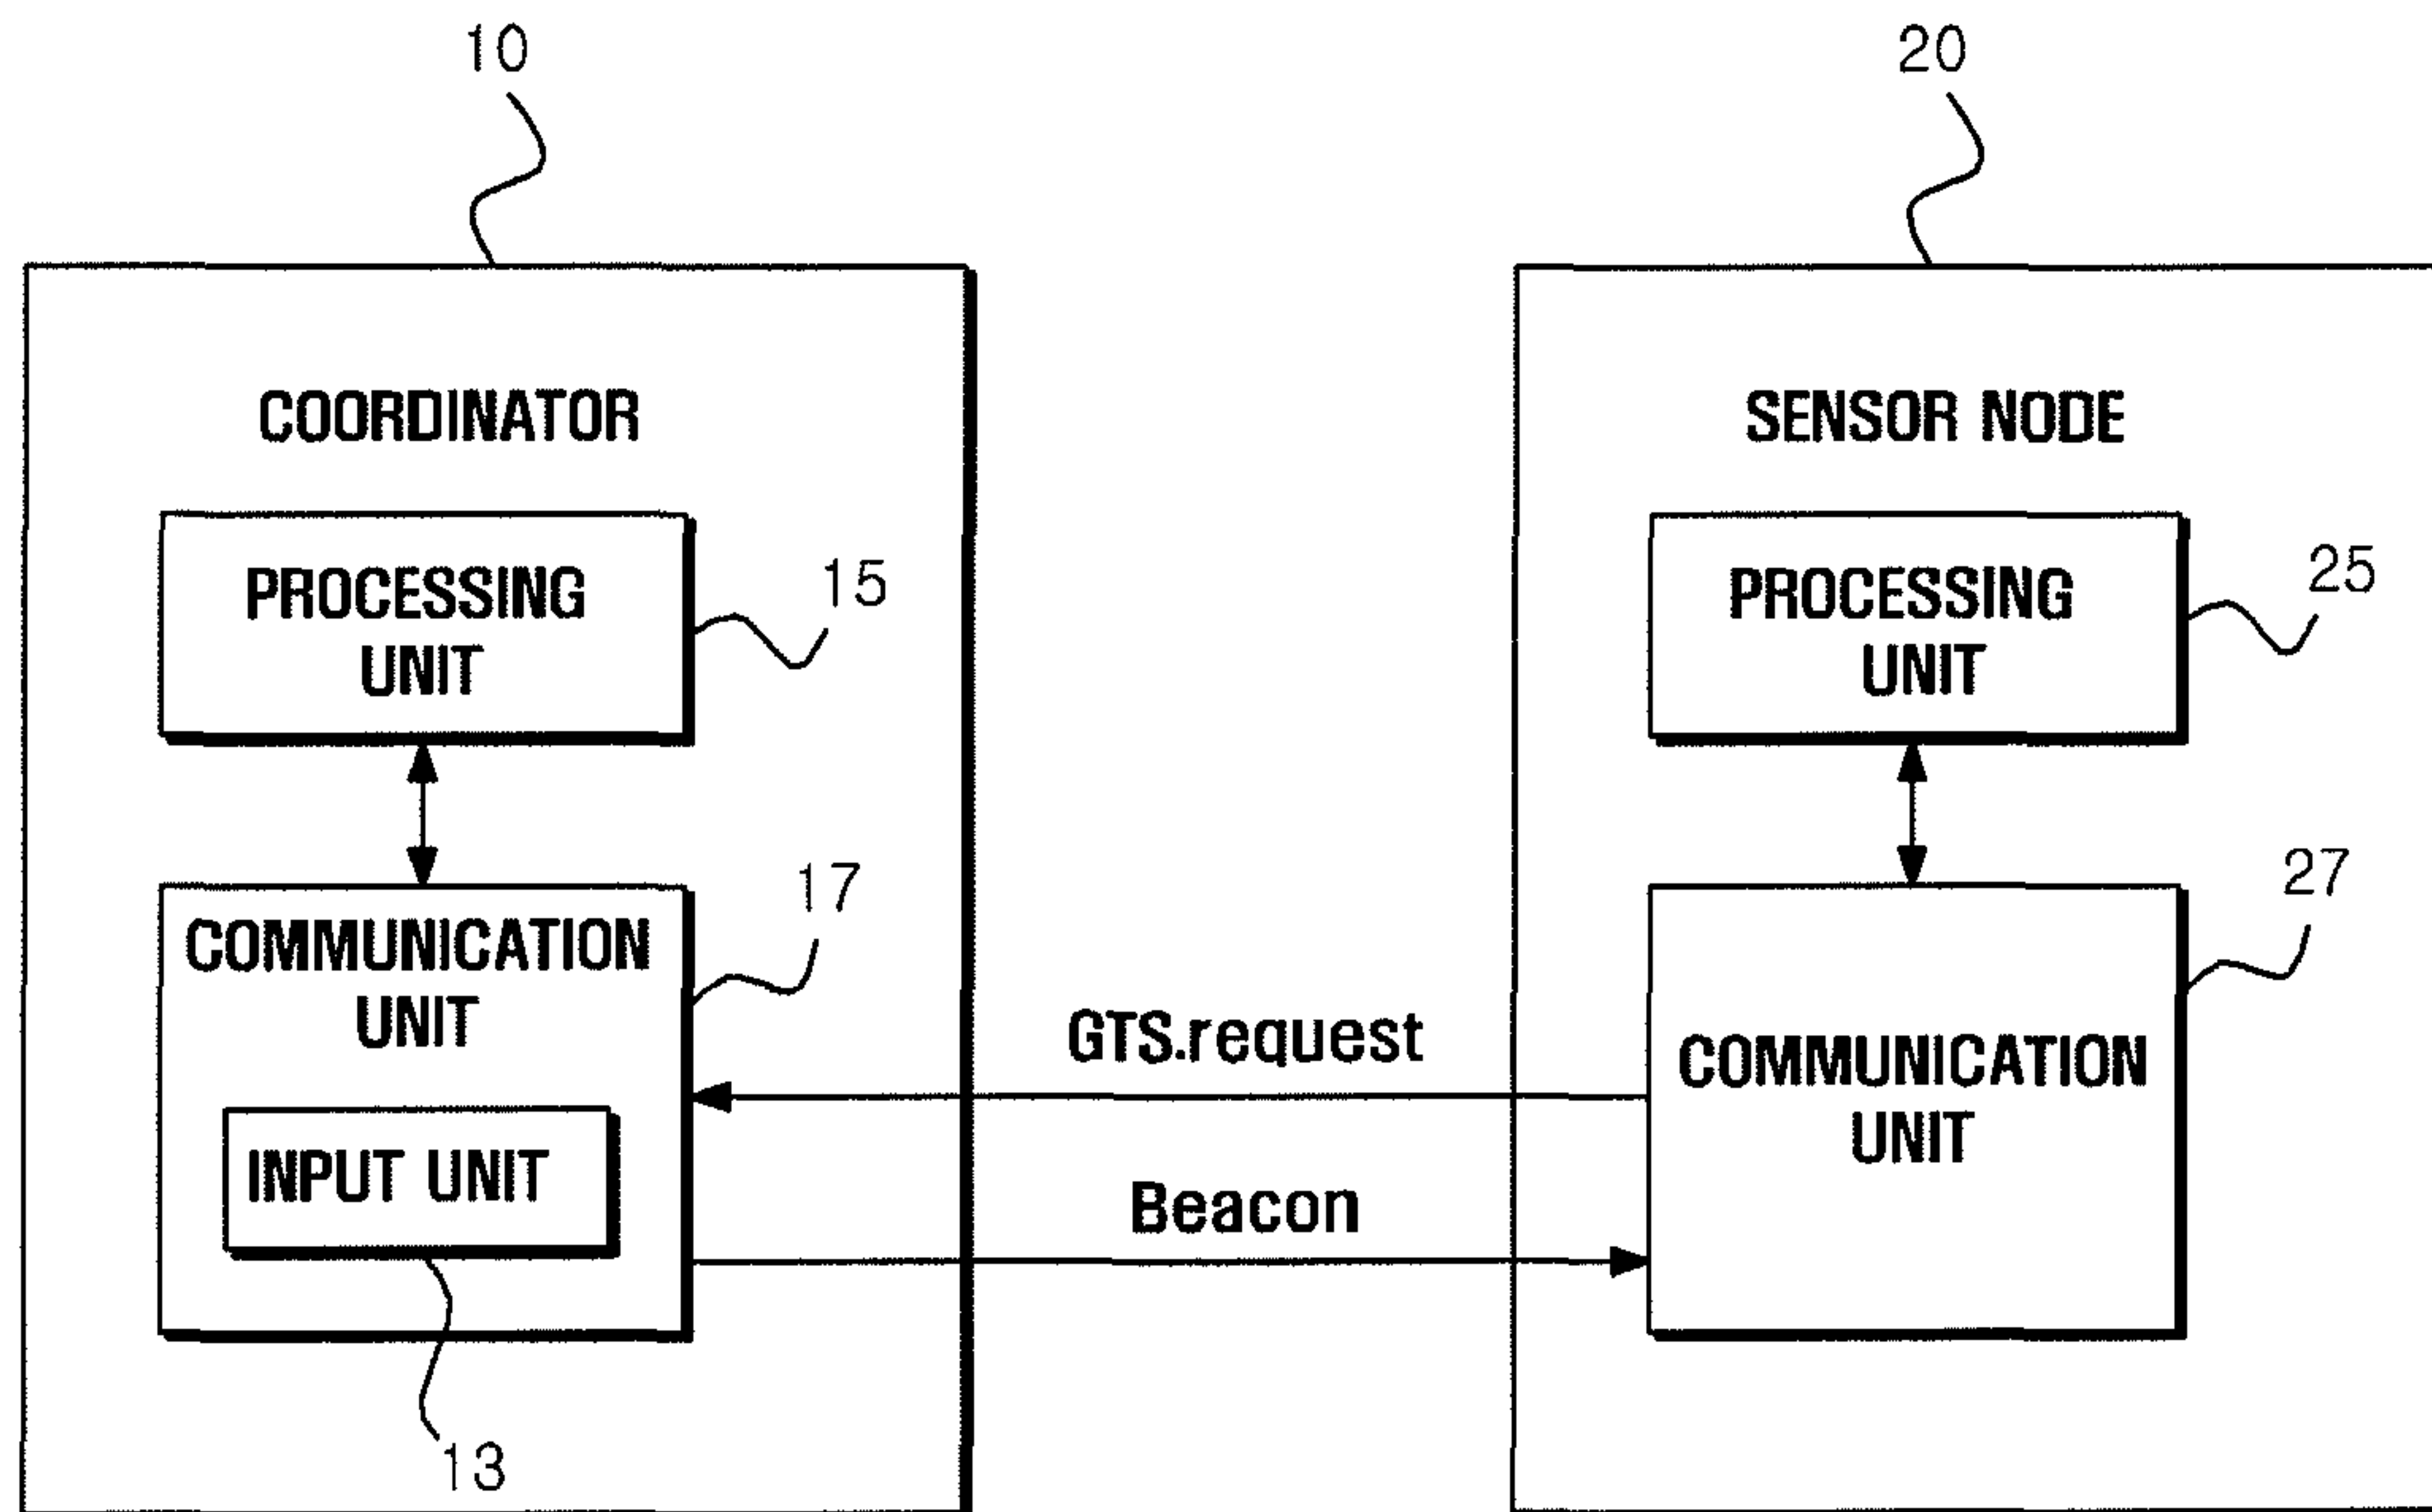 10
20
COORDINATOR
SENSOR NODE
PROCESSING
UNIT
15
PROCESSING
UNIT
25
COMMUNICATION
UNIT
17
INPUT UNIT
13
GTS.request
Beacon
COMMUNICATION
UNIT
27